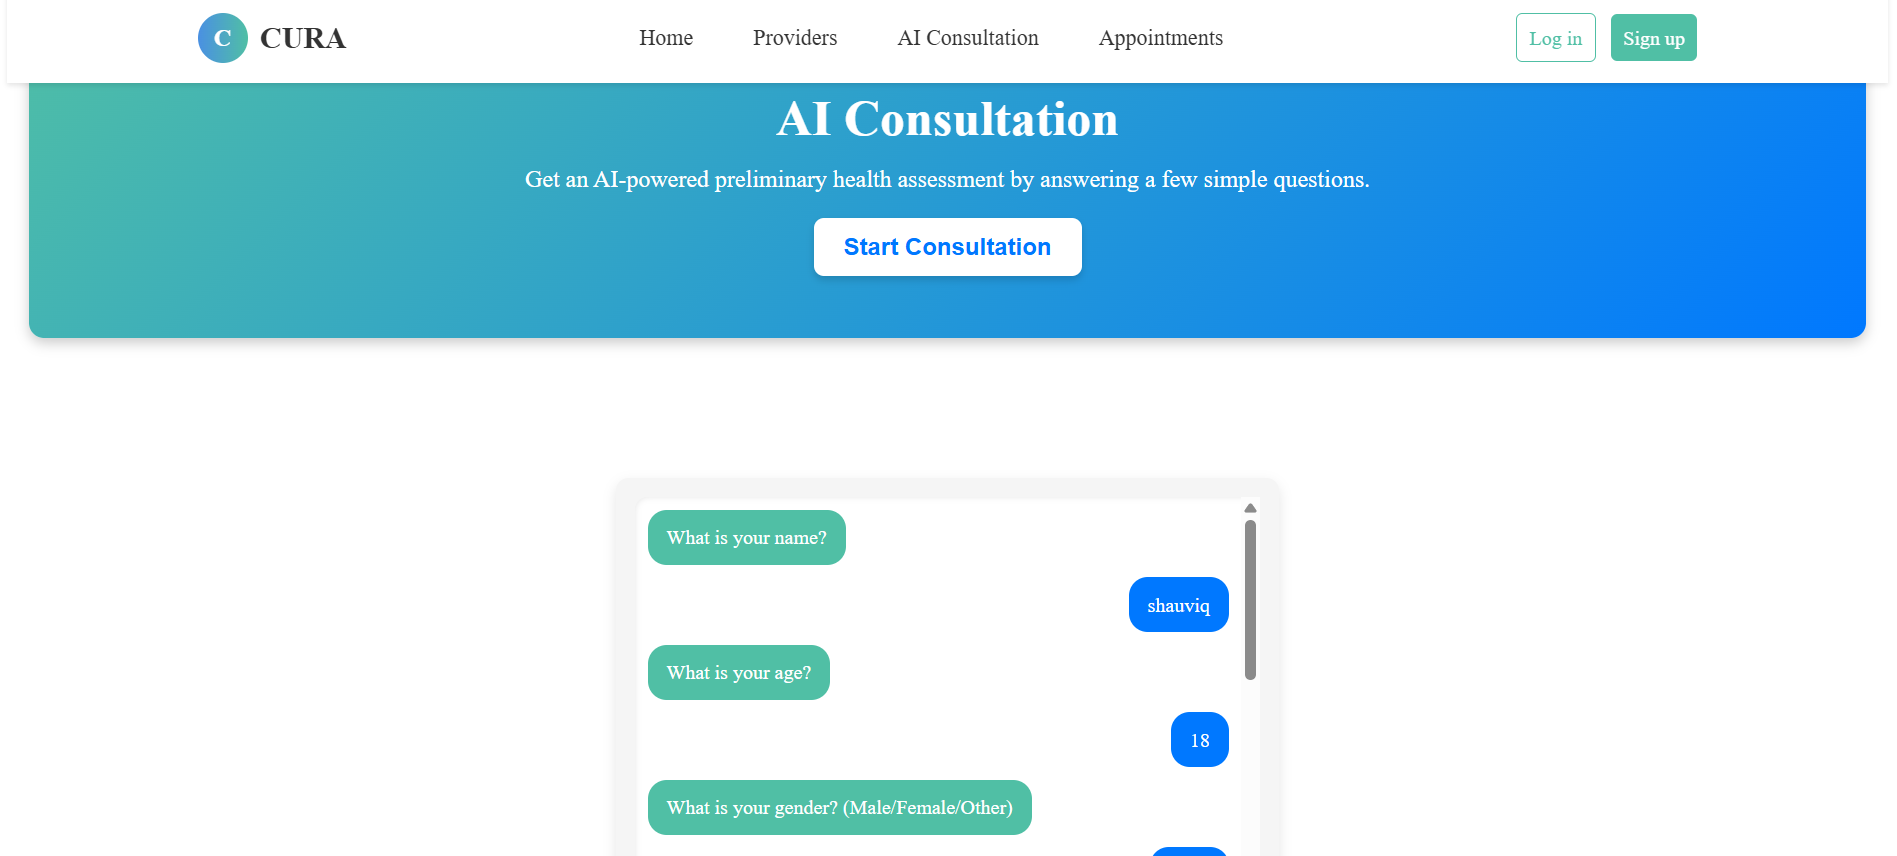 C CURA
Home Providers AI Consultation Appointments
Log in Sign up
AI Consultation
Get an AI-powered preliminary health assessment by answering a few simple questions.
Start Consultation
What is your name?
shauviq
What is your age?
18
What is your gender? (Male/Female/Other)